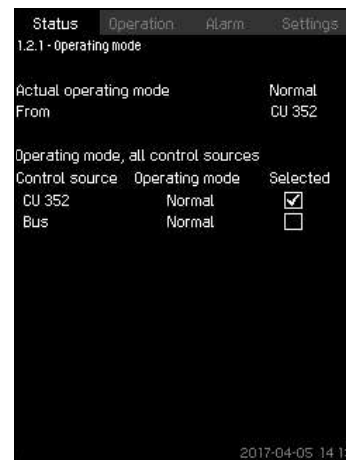 Status Operation Alarm Settings
1.2.1 - Operating mode
Actual operating mode Normal
From CU 352
Operating mode, all control sources
Control source Operating mode Selected
CU 352 Normal
Bus Normal
2017-04-05 14